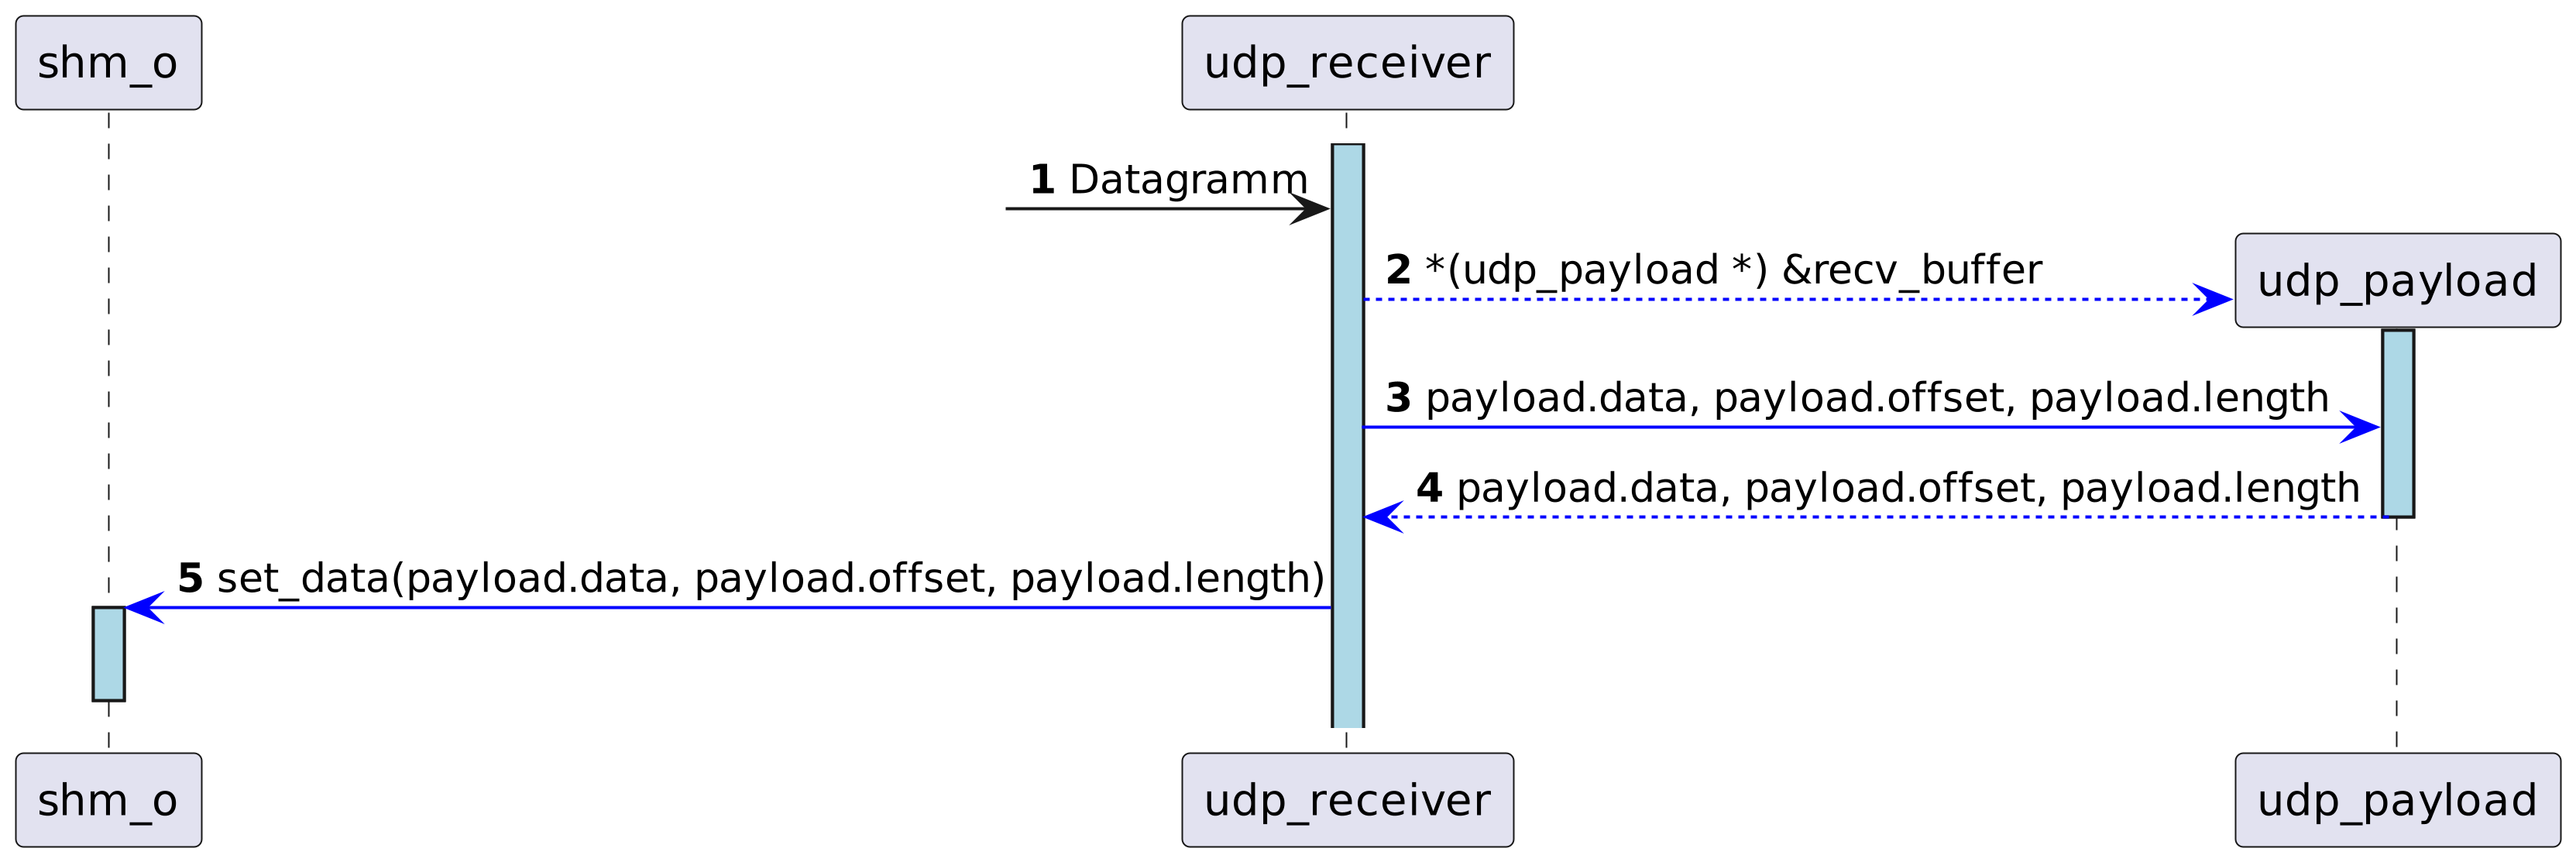 shm_o
udp_receiver
1 Datagramm
2 *(udp_payload *) &recv_buffer
udp_payload
3 payload.data, payload.offset, payload.length
4 payload.data, payload.offset, payload.length
5 set_data(payload.data, payload.offset, payload.length)
shm_o
udp_receiver
udp_payload